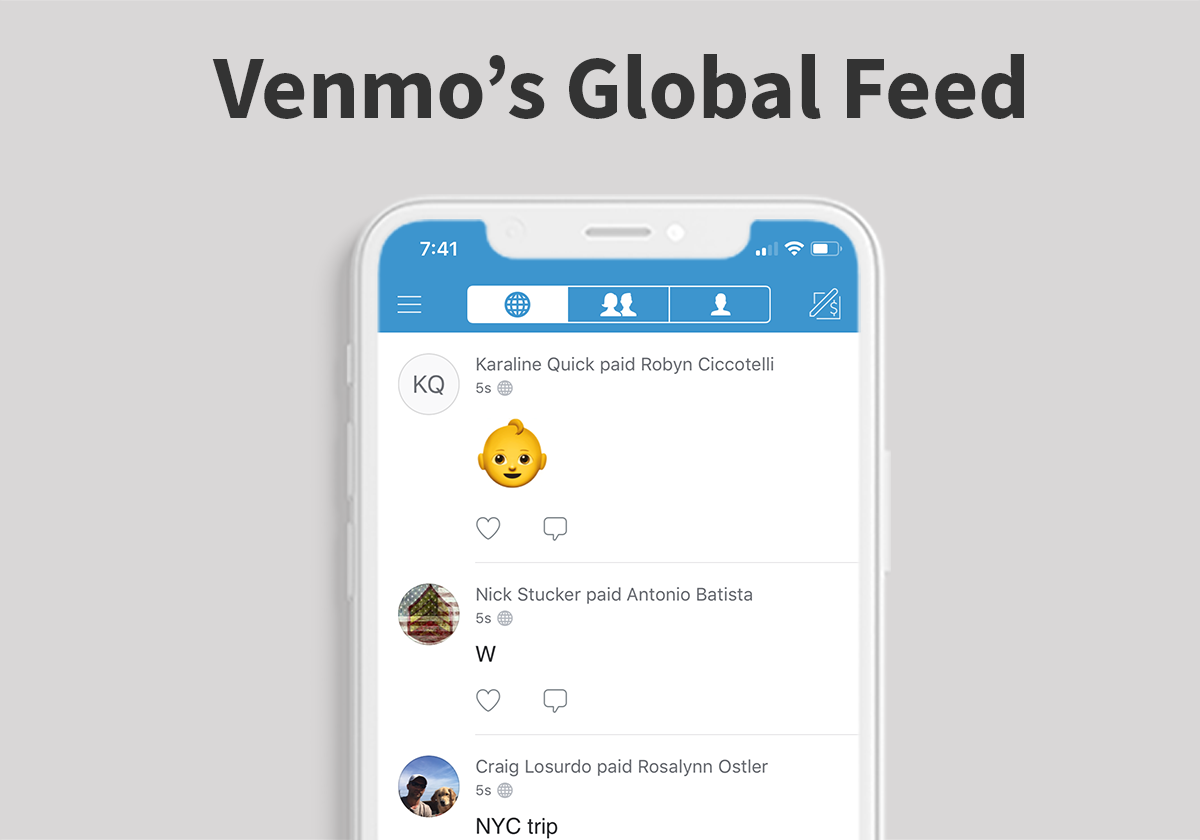 Venmo’s Global Feed
7:41
KQ
Karaline Quick paid Robyn Ciccotelli
5s
Nick Stucker paid Antonio Batista
5s
W
Craig Losurdo paid Rosalynn Ostler
5s
NYC trip